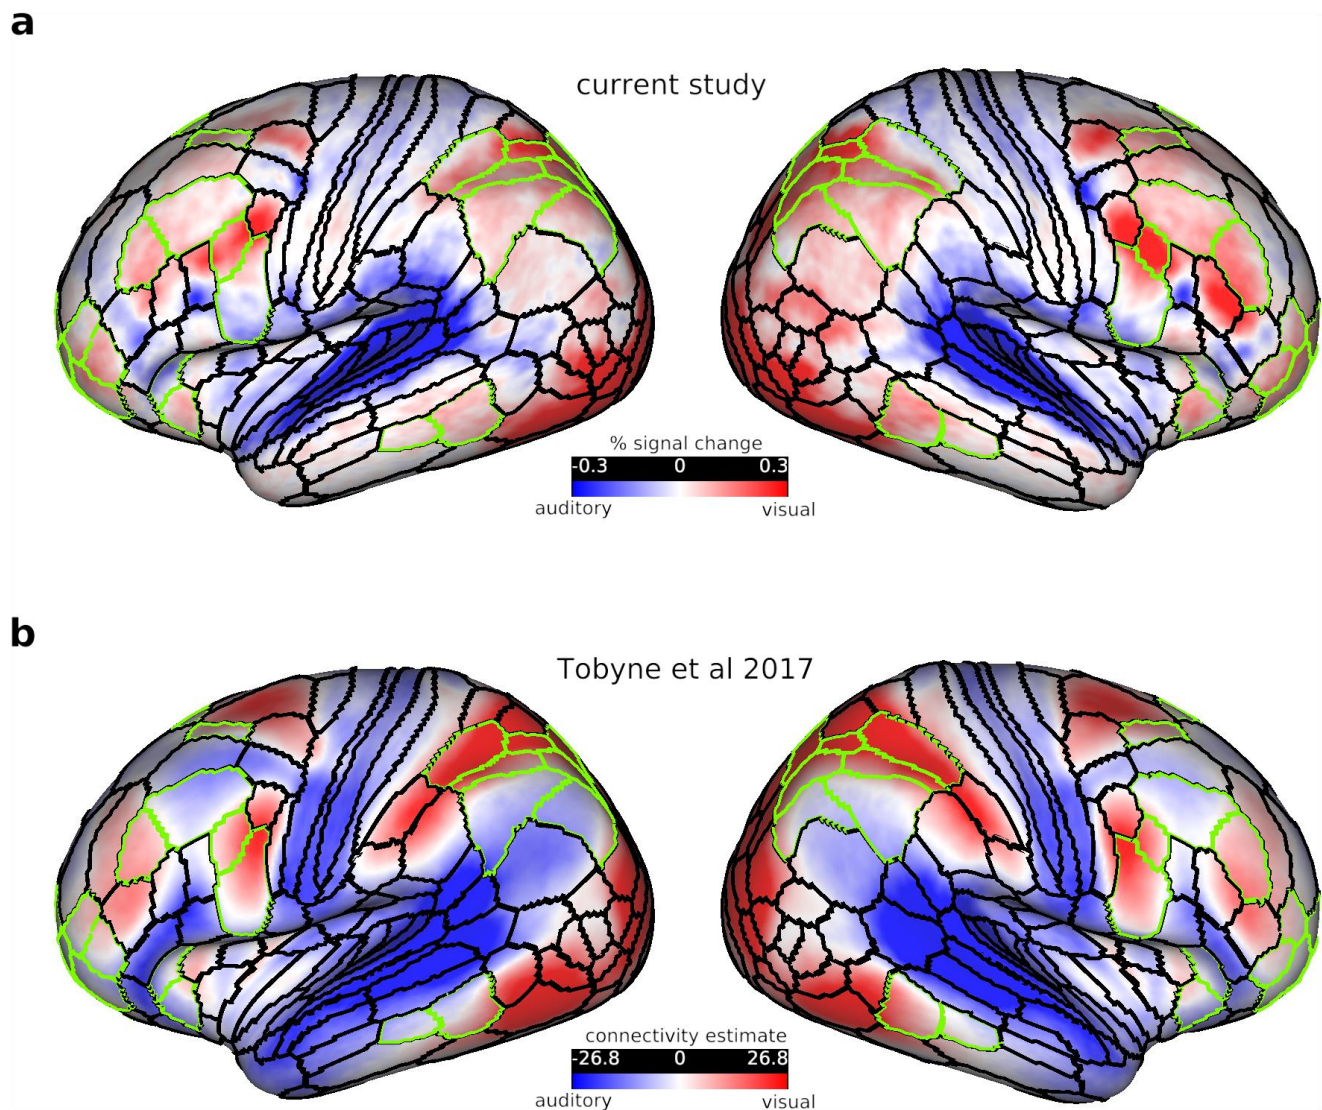 a
current study
% signal change
-0.3 0 0.3
auditory visual
b
Tobyne et al 2017
connectivity estimate
-26.8 0 26.8
auditory visual